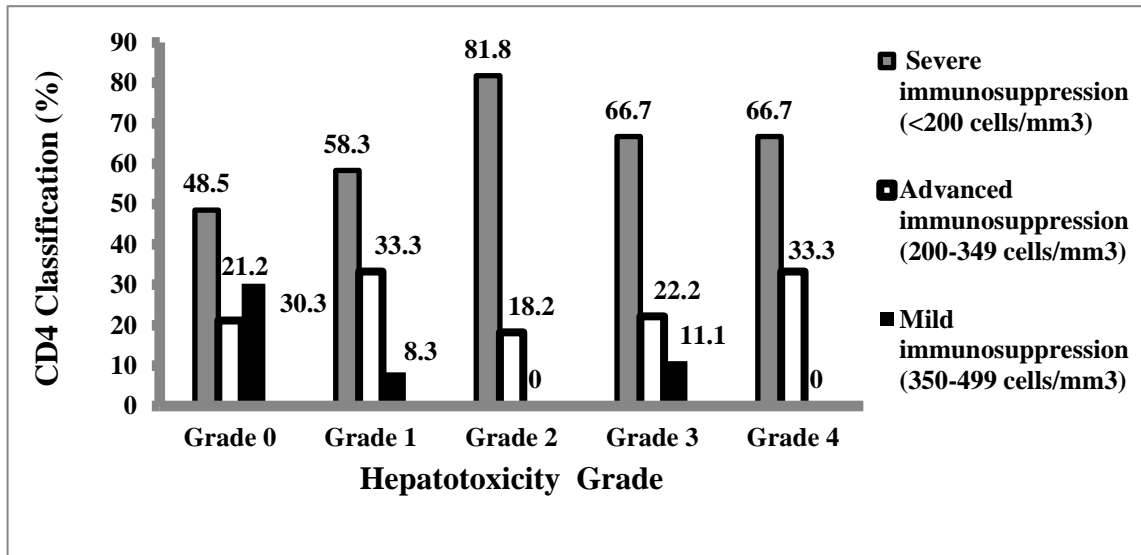 CD4 Classification (%)
90
80
70
60
50
40
30
20
10
0
48.5
21.2
30.3
58.3
33.3
8.3
81.8
18.2
0
66.7
22.2
11.1
66.7
33.3
0
Grade 0
Grade 1
Grade 2
Grade 3
Grade 4
Hepatotoxicity Grade
Severe
immunosuppression
(<200 cells/mm3)
Advanced
immunosuppression
(200-349 cells/mm3)
Mild
immunosuppression
(350-499 cells/mm3)